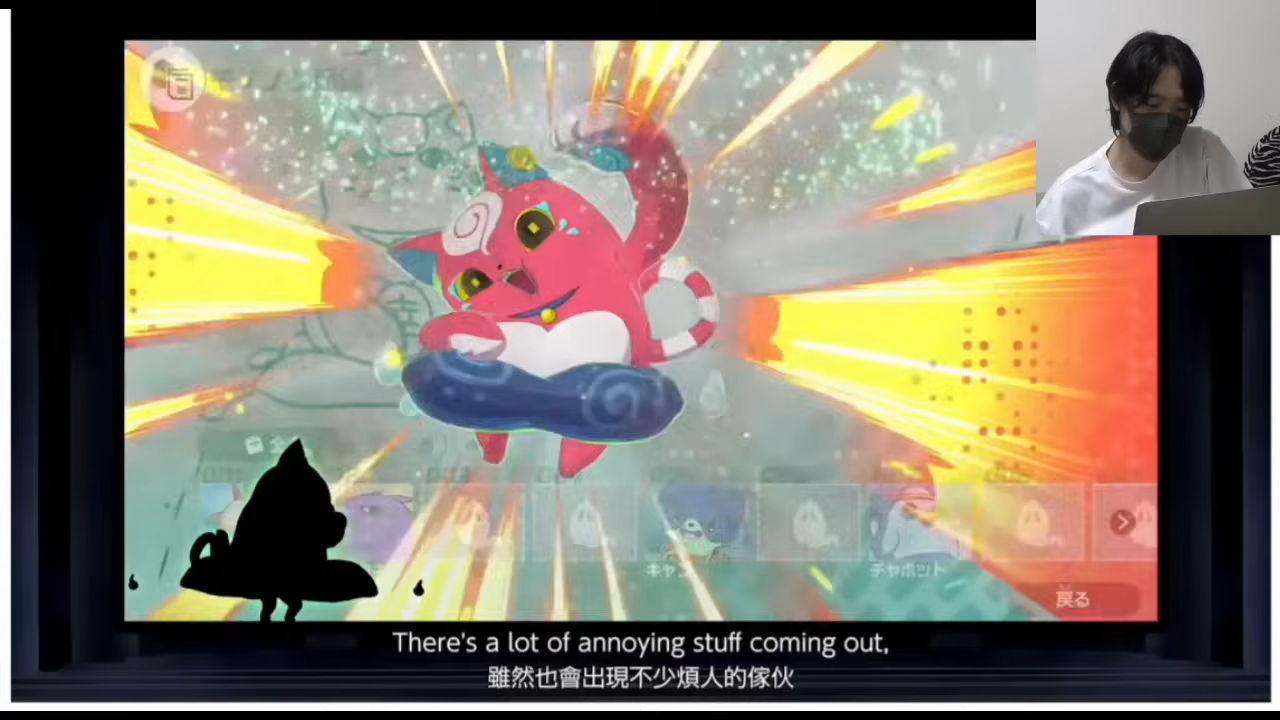 キャン
チャポット
戻る
There's a lot of annoying stuff coming out,
雖然也會出現不少煩人的傢伙